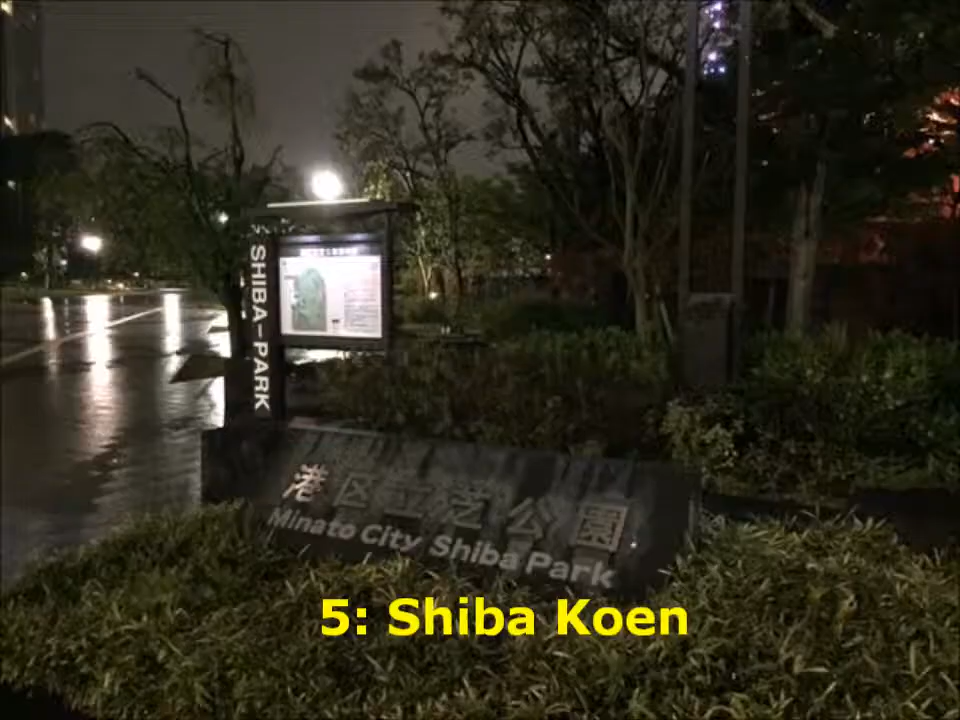 SHIBA-PARK
港区立芝公園
Minato City Shiba Park
5: Shiba Koen